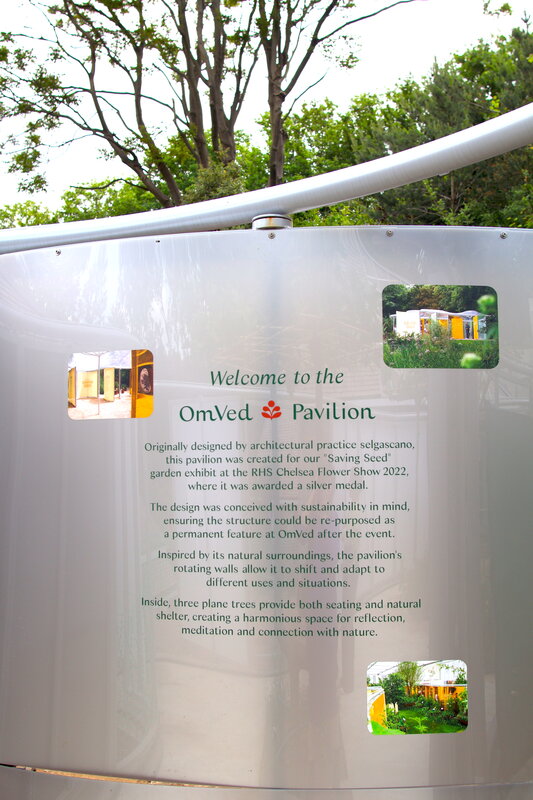 Welcome to the
OmVed Pavilion
Originally designed by architectural practice selgascano,
this pavilion was created for our "Saving Seed"
garden exhibit at the RHS Chelsea Flower Show 2022,
where it was awarded a silver medal.
The design was conceived with sustainability in mind,
ensuring the structure could be re-purposed as
a permanent feature at OmVed after the event.
Inspired by its natural surroundings, the pavilion's
rotating walls allow it to shift and adapt to
different uses and situations.
Inside, three plane trees provide both seating and natural
shelter, creating a harmonious space for reflection,
meditation and connection with nature.